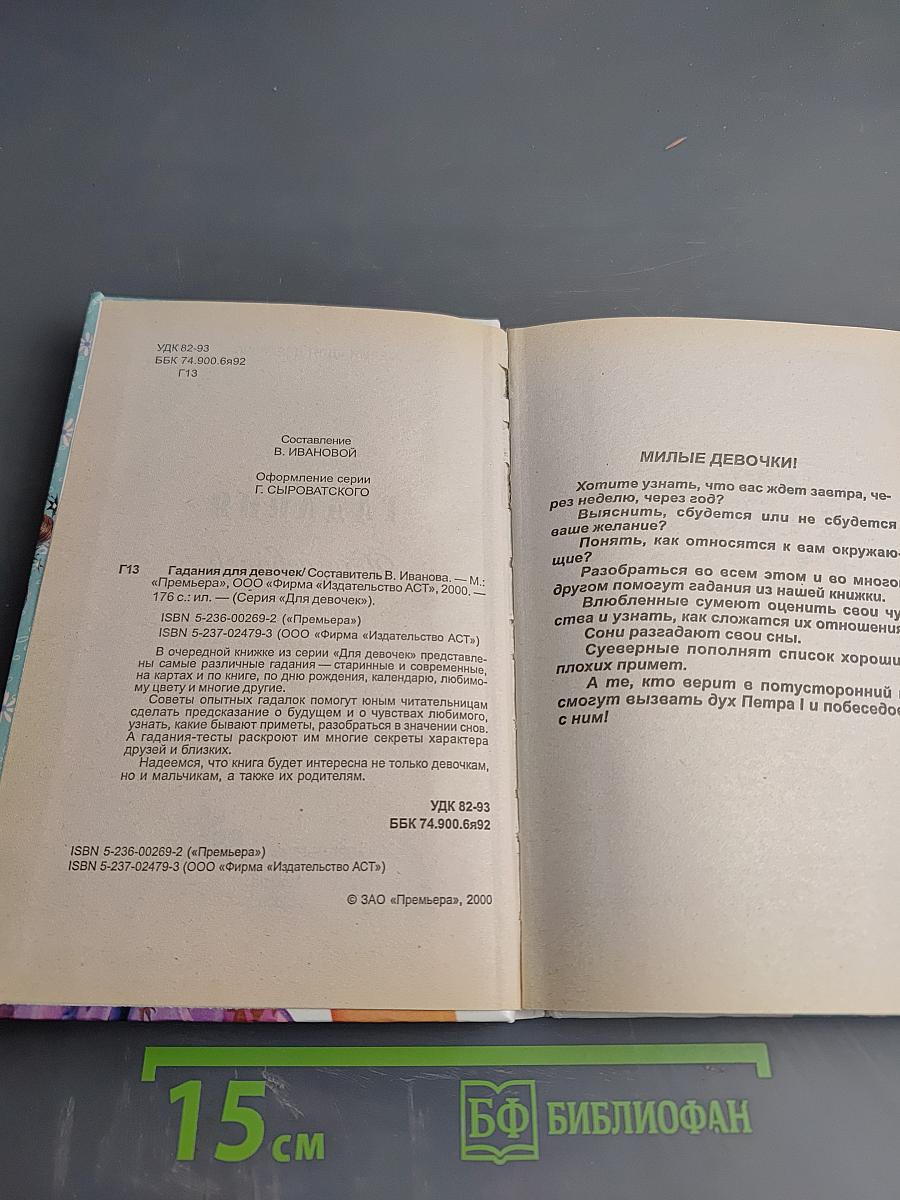 УДК 82-93
ББК 74.900.6я92
Г13
Составление
В. ИВАНОВОЙ
Оформление серии
Г. СЫРОВАТСКОГО
Г13 Гадания для девочек/ Составитель В. Иванова. — М.:
«Премьера», ООО «Фирма «Издательство АСТ», 2000. —
176 с.: ил. — (Серия «Для девочек»).
ISBN 5-236-00269-2 («Премьера»)
ISBN 5-237-02479-3 (ООО «Фирма «Издательство АСТ»)
В очередной книжке из серии «Для девочек» представле-
ны самые различные гадания — старинные и современные,
на картах и по книге, по дню рождения, календарю, любимо-
му цвету и многие другие.
Советы опытных гадалок помогут юным читательницам
сделать предсказание о будущем и о чувствах любимого,
узнать, какие бывают приметы, разобраться в значении снов.
А гадания-тесты раскроют им многие секреты характера
друзей и близких.
Надеемся, что книга будет интересна не только девочкам,
но и мальчикам, а также их родителям.
УДК 82-93
ББК 74.900.6я92
ISBN 5-236-00269-2 («Премьера»)
ISBN 5-237-02479-3 (ООО «Фирма «Издательство АСТ»)
© ЗАО «Премьера», 2000
МИЛЫЕ ДЕВОЧКИ!
Хотите узнать, что вас ждет завтра, че-
рез неделю, через год?
Выяснить, сбудется или не сбудется
ваше желание?
Понять, как относятся к вам окружаю-
щие?
Разобраться во всем этом и во многом
другом помогут гадания из нашей книжки.
Влюбленные сумеют оценить свои чу
ства и узнать, как сложатся их отношения
Сони разгадают свои сны.
Суеверные пополнят список хороши
плохих примет.
А те, кто верит в потусторонний
смогут вызвать дух Петра I и побеседо
с ним!
15 см
БФ БИБЛИОФАН